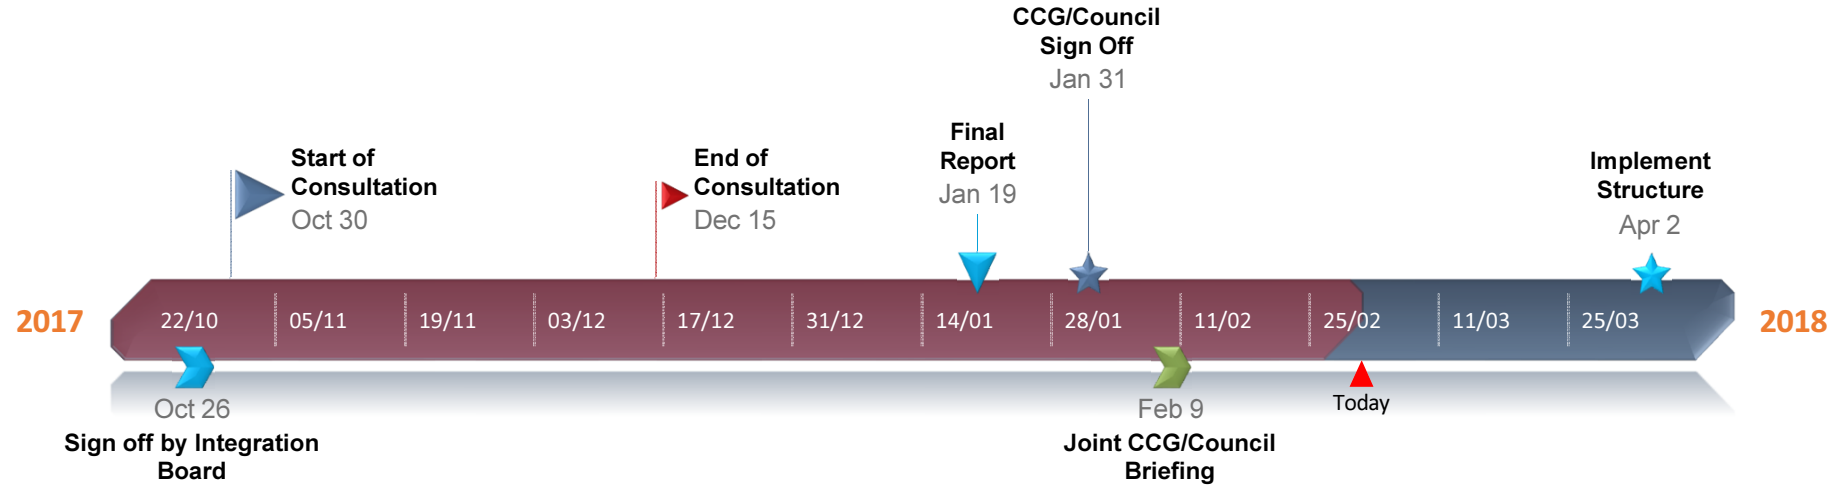 CCG/Council
Sign Off
Jan 31
Final
Report
Jan 19
Start of
Consultation
Oct 30
End of
Consultation
Dec 15
Implement
Structure
Apr 2
2017
22/10
05/11
19/11
03/12
17/12
31/12
14/01
28/01
11/02
25/02
11/03
25/03
2018
Oct 26
Sign off by Integration
Board
Feb 9
Joint CCG/Council
Briefing
Today